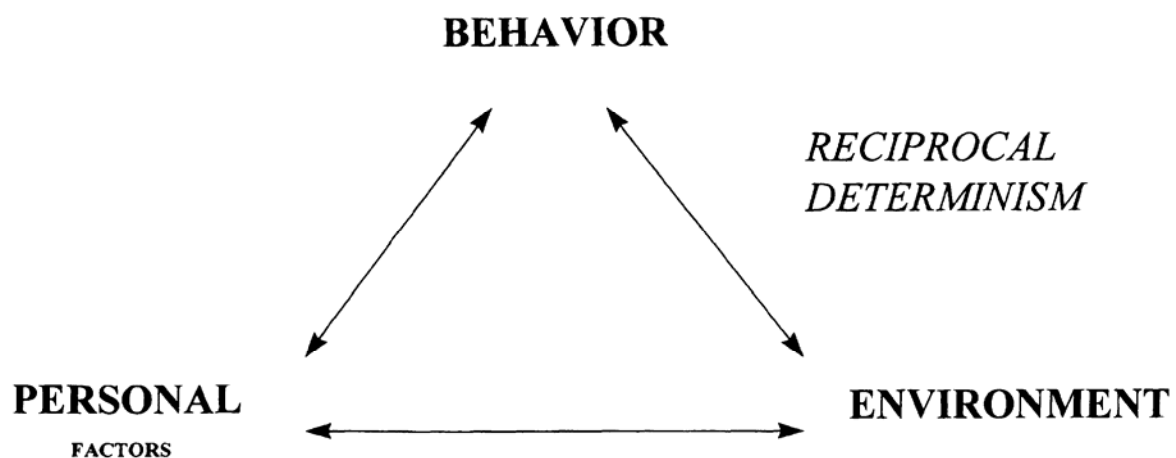 BEHAVIOR
RECIPROCAL
DETERMINISM
PERSONAL
FACTORS
ENVIRONMENT